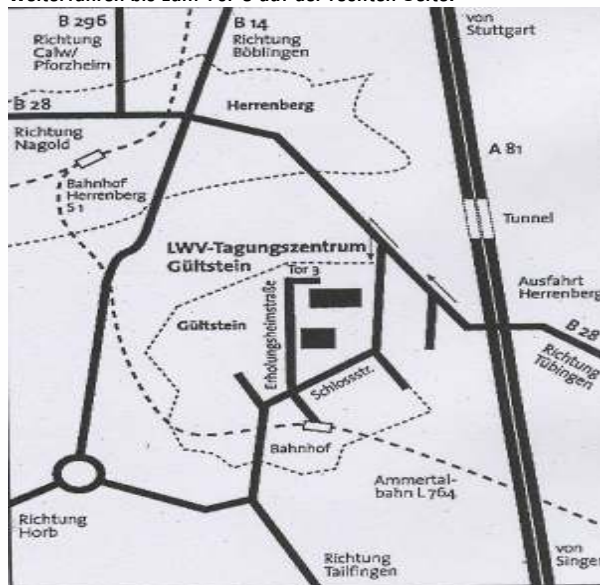 Weiterfahren bis zum Tor 3 auf der rechten Seite.
B 296
Richtung
Calw/
Pforzheim
B 14
Richtung
Böblingen
von
Stuttgart
B 28
Richtung
Nagold
Herrenberg
A 81
Bahnhof
Herrenberg
S 1
Tunnel
LWV-Tagungszentrum
Gültstein
Tor 3
Ausfahrt
Herrenberg
B 28
Richtung
Tübingen
Gültstein
Erholungsheimstraße
Schlossstr.
Bahnhof
Ammertal-
bahn L 764
Richtung
Horb
Richtung
Tailfingen
von
Singen